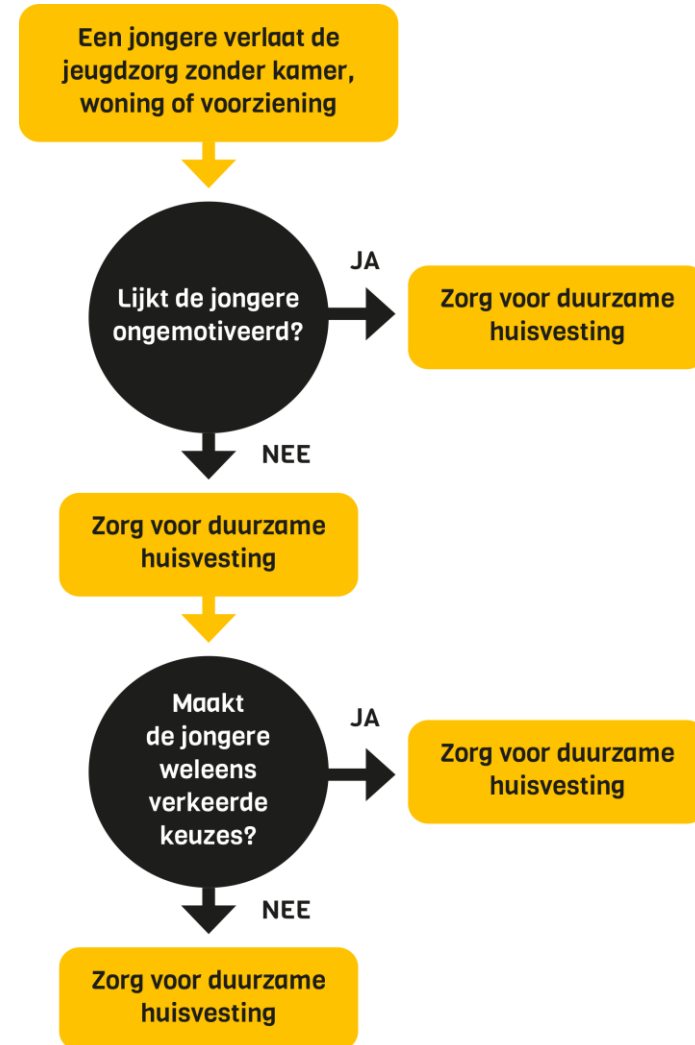 Een jongere verlaat de
jeugdzorg zonder kamer,
woning of voorziening
Lijkt de jongere
ongemotiveerd?
JA
Zorg voor duurzame
huisvesting
NEE
Zorg voor duurzame
huisvesting
Maakt
de jongere
weleens
verkeerde
keuzes?
JA
Zorg voor duurzame
huisvesting
NEE
Zorg voor duurzame
huisvesting